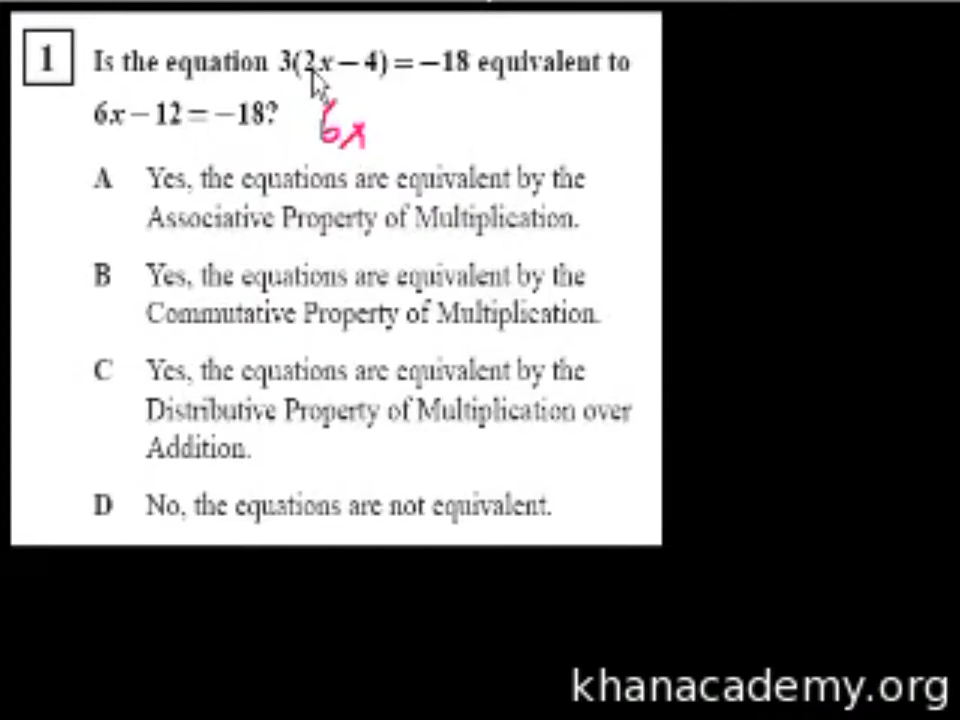 1 Is the equation 3(2x − 4) = −18 equivalent to
6x − 12 = −18?
6x
A Yes, the equations are equivalent by the
Associative Property of Multiplication.
B Yes, the equations are equivalent by the
Commutative Property of Multiplication.
C Yes, the equations are equivalent by the
Distributive Property of Multiplication over
Addition.
D No, the equations are not equivalent.
khanacademy.org